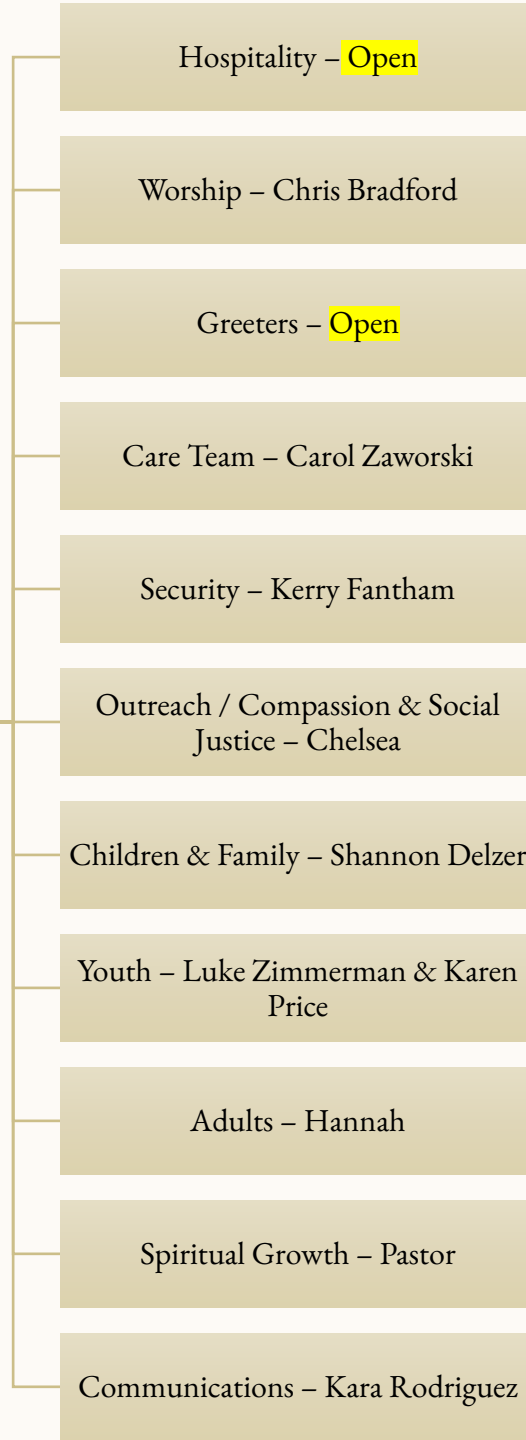 Hospitality – Open
Worship – Chris Bradford
Greeters – Open
Care Team – Carol Zaworski
Security – Kerry Fantham
Outreach / Compassion & Social
Justice – Chelsea
Children & Family – Shannon Delzer
Youth – Luke Zimmerman & Karen
Price
Adults – Hannah
Spiritual Growth – Pastor
Communications – Kara Rodriguez